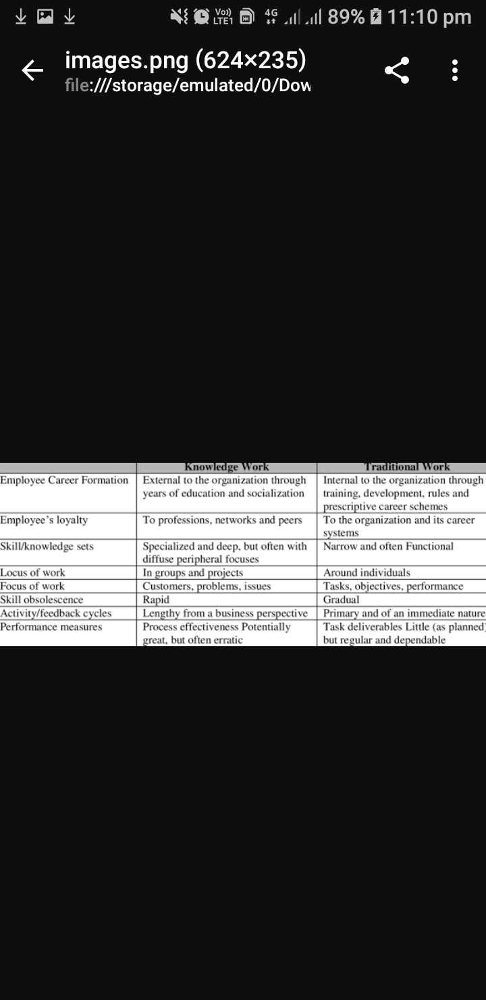 Vo))
LTE1
4G
89%
11:10 pm
images.png (624×235)
file:///storage/emulated/0/Dow
Knowledge Work
Traditional Work
Employee Career Formation
External to the organization through
years of education and socialization
Internal to the organization through
training, development, rules and
prescriptive career schemes
Employee's loyalty
To professions, networks and peers
To the organization and its career
systems
Skill/knowledge sets
Specialized and deep, but often with
diffuse peripheral focuses
Narrow and often Functional
Locus of work
In groups and projects
Around individuals
Focus of work
Customers, problems, issues
Tasks, objectives, performance
Skill obsolescence
Rapid
Gradual
Activity/feedback cycles
Lengthy from a business perspective
Primary and of an immediate nature
Performance measures
Process effectiveness Potentially
great, but often erratic
Task deliverables Little (as planned)
but regular and dependable